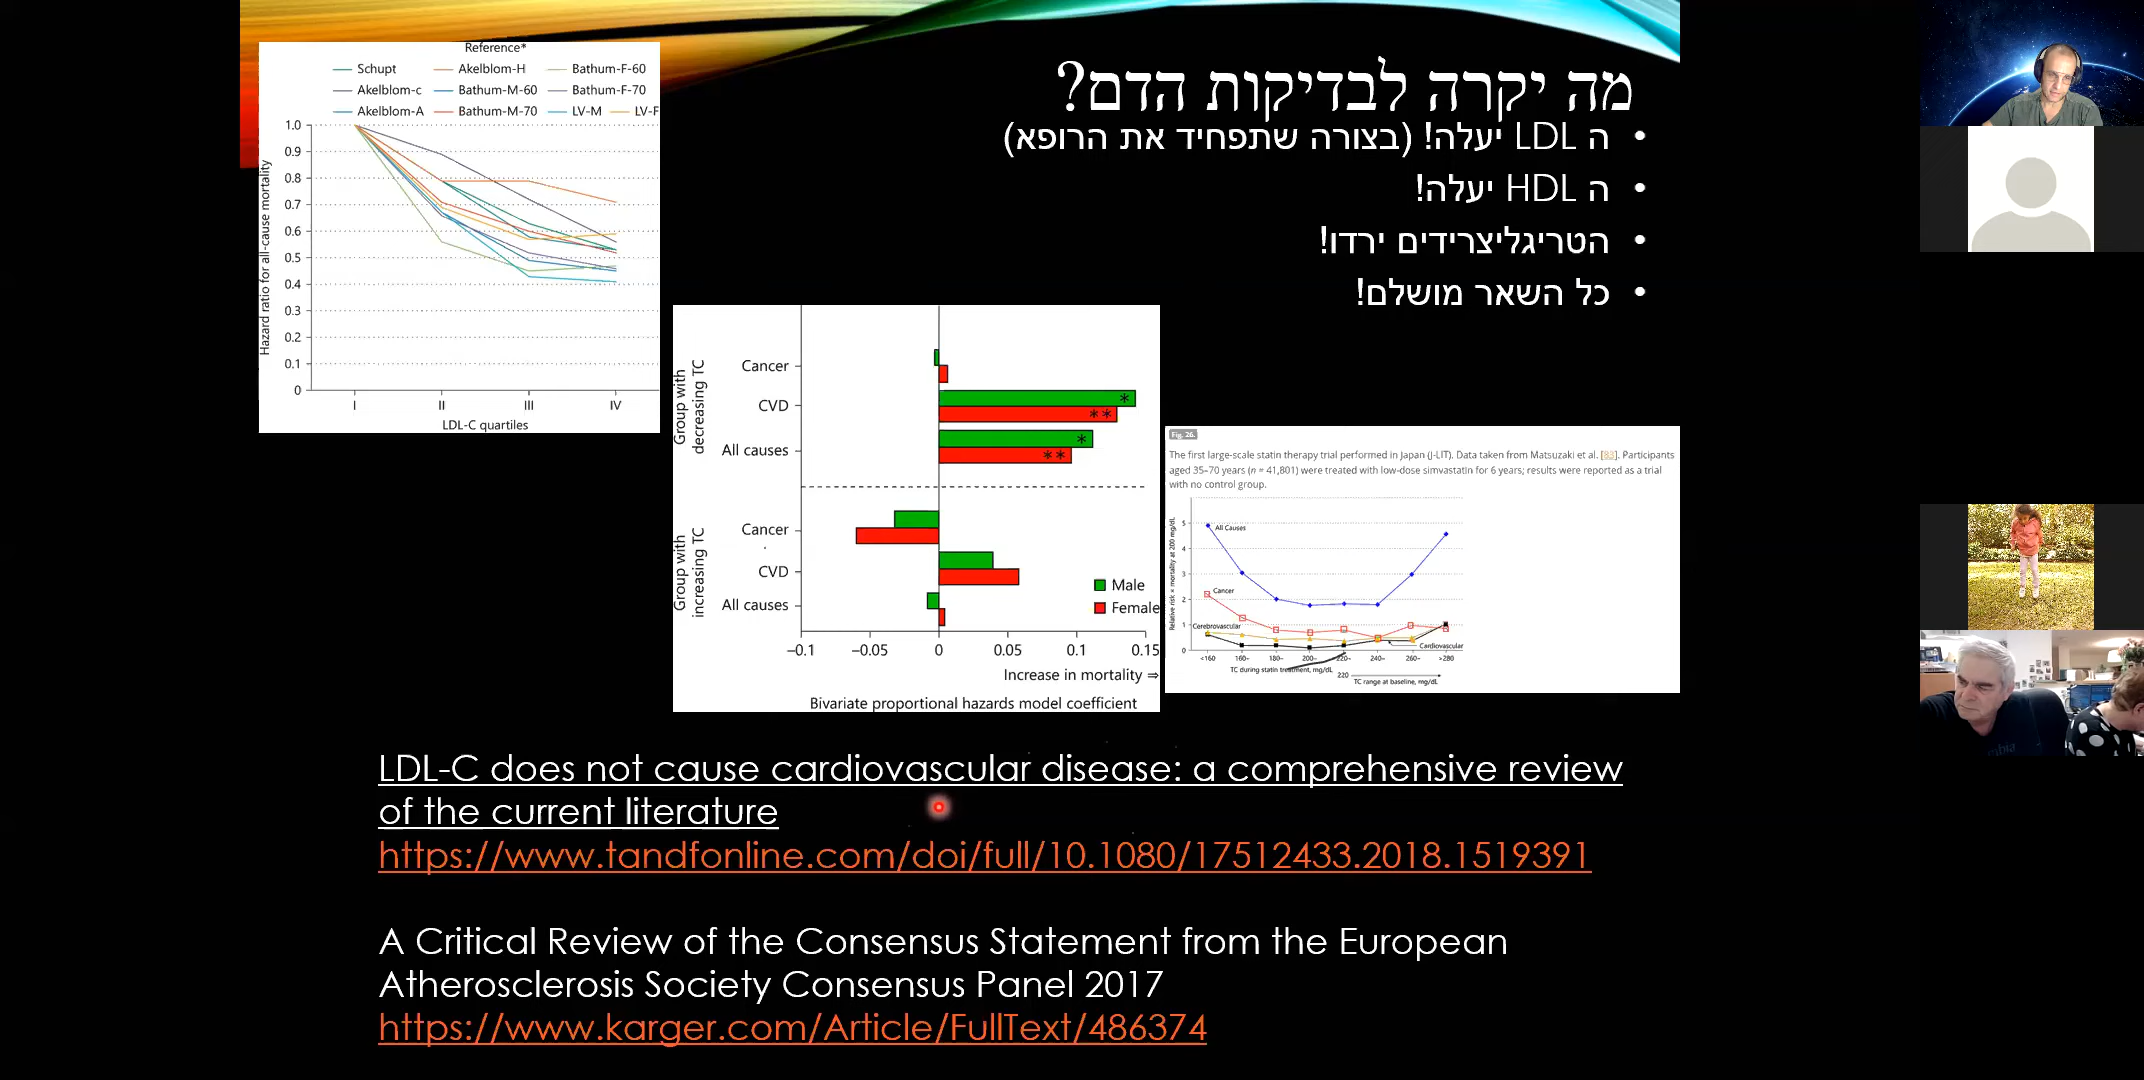 מה יקרה לבדיקות הדם?
• ה LDL יעלה! (בצורה שתפחיד את הרופא)
• ה HDL יעלה!
• הטריגליצרידים ירדו!
• כל השאר מושלם!
Reference*
Schupt Akelblom-H Bathum-F-60
Akelblom-c Bathum-M-60 Bathum-F-70
Akelblom-A Bathum-M-70 LV-M LV-F
Hazard ratio for all-cause mortality
1.0
0.9
0.8
0.7
0.6
0.5
0.4
0.3
0.2
0.1
0
I II III IV
LDL-C quartiles
Group with
decreasing TC
Cancer
CVD
*
**
All causes
*
**
Group with
increasing TC
Cancer
CVD
All causes
Male
Female
–0.1 –0.05 0 0.05 0.1 0.15
Increase in mortality ⇒
Bivariate proportional hazards model coefficient
Fig. 26.
The first large-scale statin therapy trial performed in Japan (J-LIT). Data taken from Matsuzaki et al. [83]. Participants
aged 35–70 years (n = 41,801) were treated with low-dose simvastatin for 6 years; results were reported as a trial
with no control group.
Relative risk × mortality at 200 mg/dL
5
4
3
2
1
0
All Causes
Cancer
Cerebrovascular
Cardiovascular
<160 160– 180– 200– 220– 240– 260– >280
TC during statin treatment, mg/dL
220
TC range at baseline, mg/dL
LDL-C does not cause cardiovascular disease: a comprehensive review
of the current literature
https://www.tandfonline.com/doi/full/10.1080/17512433.2018.1519391
A Critical Review of the Consensus Statement from the European
Atherosclerosis Society Consensus Panel 2017
https://www.karger.com/Article/FullText/486374